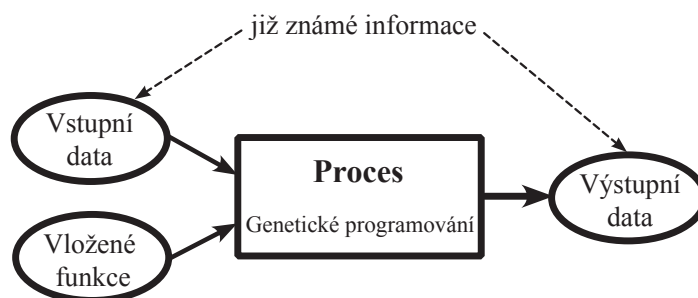 již známé informace
Vstupní
data
Proces
Genetické programování
Výstupní
data
Vložené
funkce